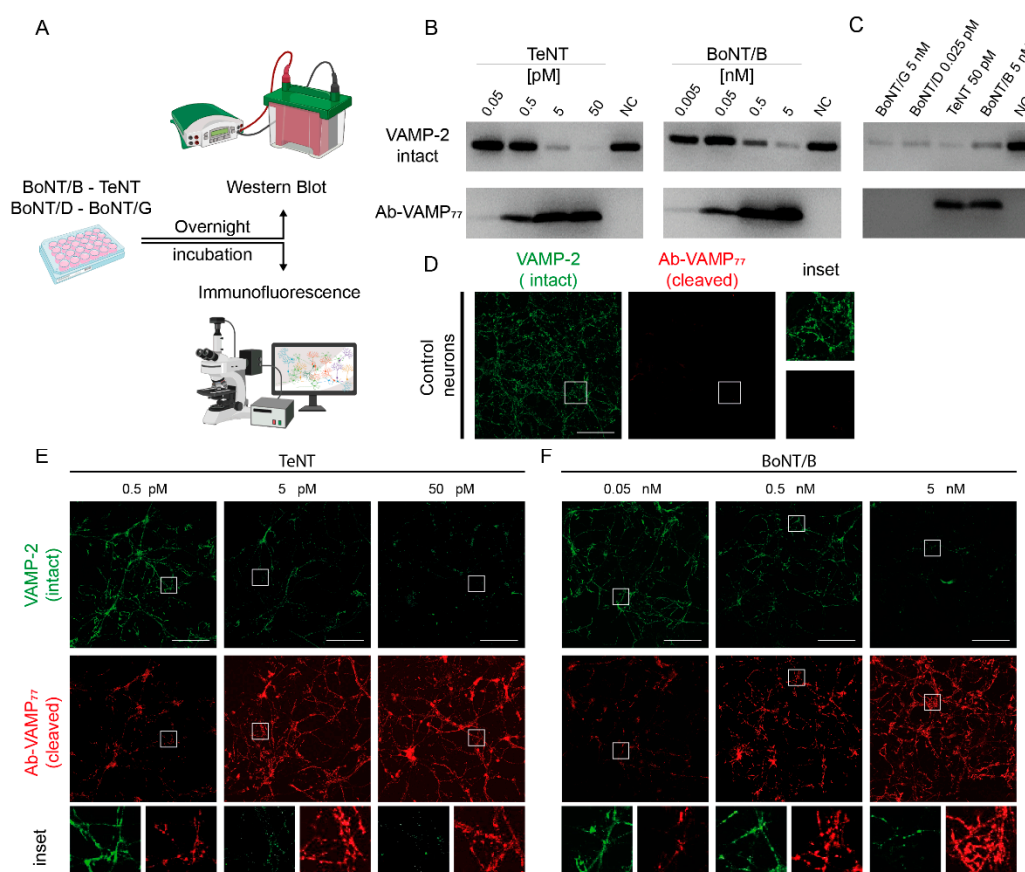 A
BoNT/B - TeNT
BoNT/D - BoNT/G
Overnight
incubation
Western Blot
Immunofluorescence
B
TeNT
[pM]
0.05 0.5 5 50 NC
BoNT/B
[nM]
0.005 0.05 0.5 5 NC
VAMP-2
intact
Ab-VAMP₇₇
C
BoNT/G 5 nM
BoNT/D 0.025 pM
TeNT 50 pM
BoNT/B 5 nM
NC
D
VAMP-2
( intact)
Ab-VAMP₇₇
(cleaved)
inset
Control
neurons
E
TeNT
0.5 pM 5 pM 50 pM
VAMP-2
(intact)
Ab-VAMP₇₇
(cleaved)
inset
F
BoNT/B
0.05 nM 0.5 nM 5 nM